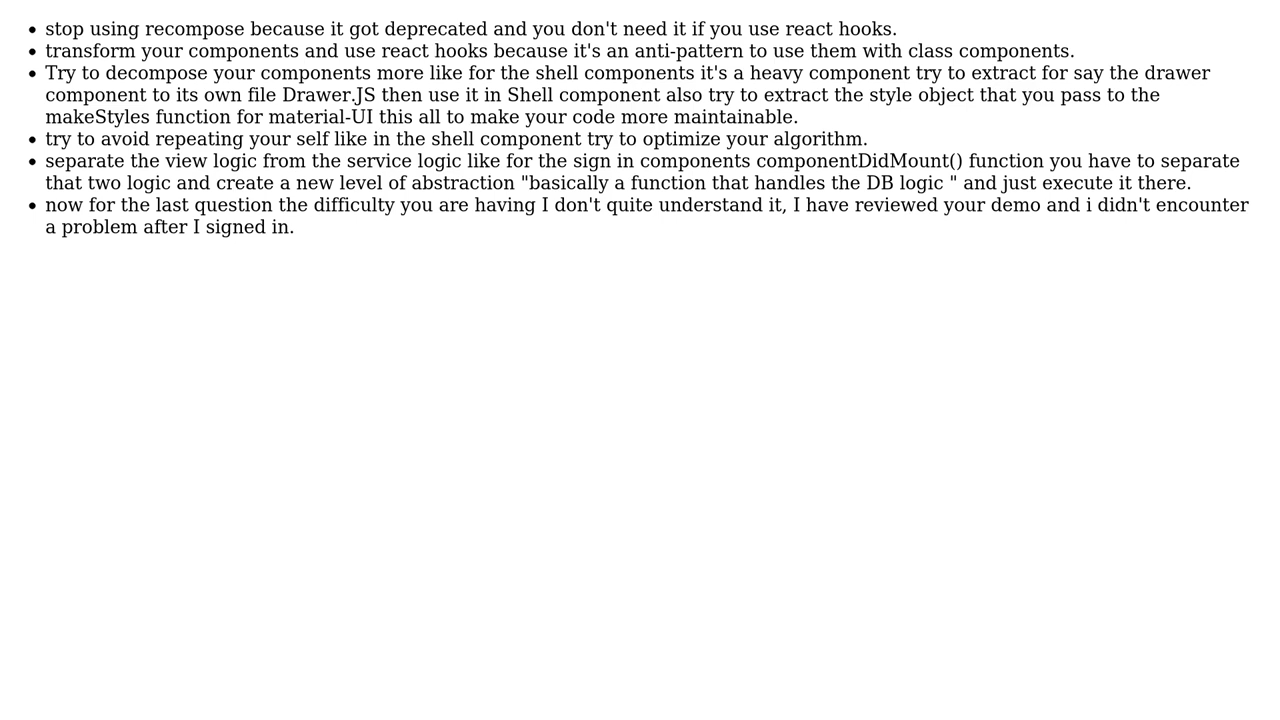 • stop using recompose because it got deprecated and you don't need it if you use react hooks.
• transform your components and use react hooks because it's an anti-pattern to use them with class components.
• Try to decompose your components more like for the shell components it's a heavy component try to extract for say the drawer
component to its own file Drawer.JS then use it in Shell component also try to extract the style object that you pass to the
makeStyles function for material-UI this all to make your code more maintainable.
• try to avoid repeating your self like in the shell component try to optimize your algorithm.
• separate the view logic from the service logic like for the sign in components componentDidMount() function you have to separate
that two logic and create a new level of abstraction "basically a function that handles the DB logic " and just execute it there.
• now for the last question the difficulty you are having I don't quite understand it, I have reviewed your demo and i didn't encounter
a problem after I signed in.